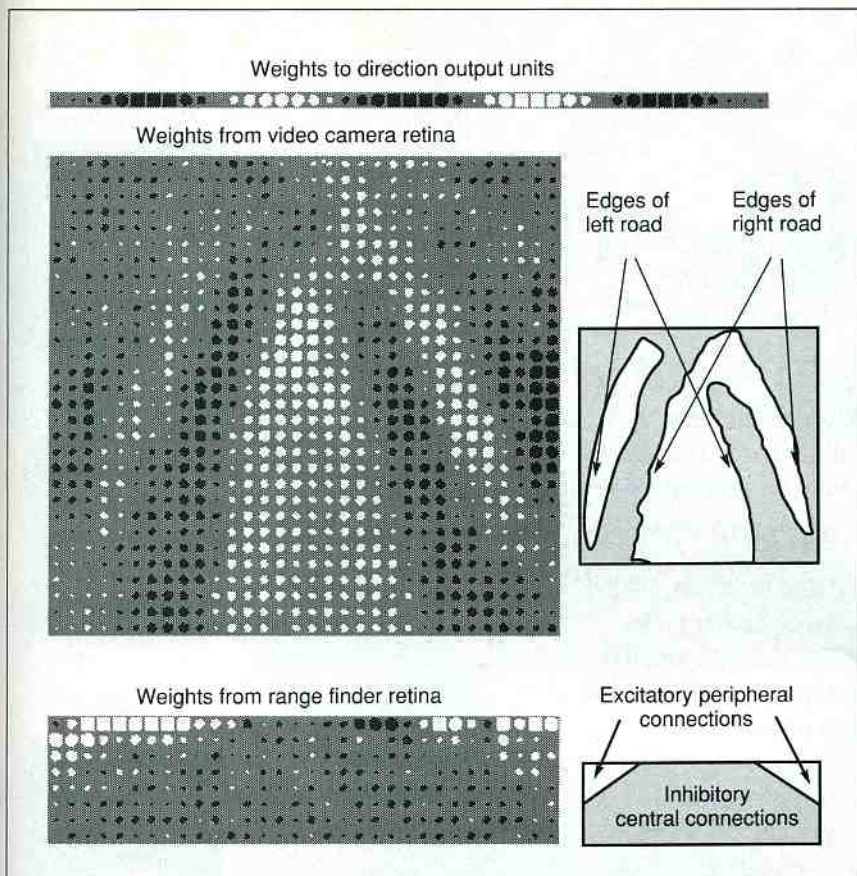 Weights to direction output units
Weights from video camera retina
Edges of
left road
Edges of
right road
Weights from range finder retina
Excitatory peripheral
connections
Inhibitory
central connections